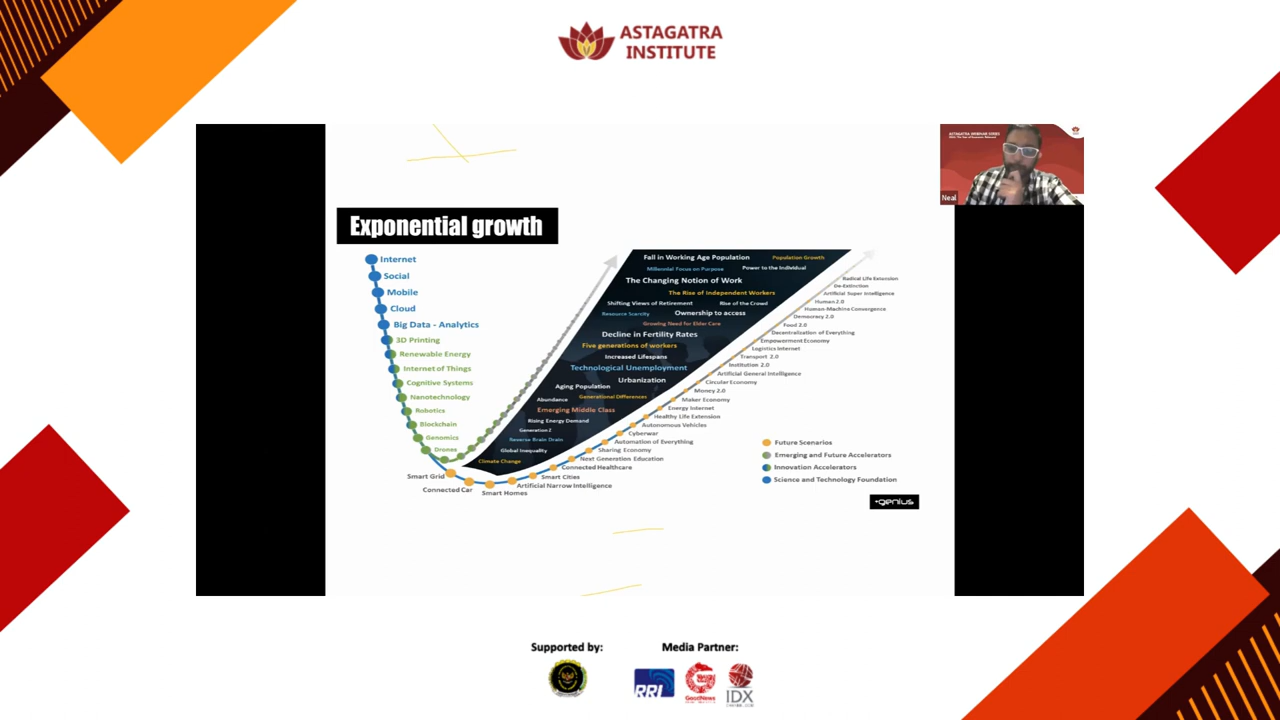 ASTAGATRA
INSTITUTE
ASTAGATRA WEBINAR SERIES
Neal
Exponential growth
Internet
Social
Mobile
Cloud
Big Data - Analytics
3D Printing
Renewable Energy
Internet of Things
Cognitive Systems
Nanotechnology
Robotics
Blockchain
Genomics
Drones
Smart Grid
Connected Car
Smart Homes
Artificial Narrow Intelligence
Smart Cities
Connected Healthcare
Next Generation Education
Sharing Economy
Automation of Everything
Cyberwar
Autonomous Vehicles
Healthy Life Extension
Energy Internet
Maker Economy
Money 2.0
Circular Economy
Artificial General Intelligence
Institution 2.0
Transport 2.0
Logistics Internet
Empowerment Economy
Decentralization of Everything
Food 2.0
Democracy 2.0
Human-Machine Convergence
Human 2.0
Artificial Super Intelligence
De-Extinction
Radical Life Extension
Fall in Working Age Population
Population Growth
Millennial Focus on Purpose
Power to the Individual
The Changing Notion of Work
The Rise of Independent Workers
Shifting Views of Retirement
Rise of the Crowd
Resource Scarcity
Ownership to access
Growing Need for Elder Care
Decline in Fertility Rates
Five generations of workers
Increased Lifespans
Technological Unemployment
Urbanization
Aging Population
Abundance
Generational Differences
Emerging Middle Class
Rising Energy Demand
Generation Z
Reverse Brain Drain
Global Inequality
Climate Change
Future Scenarios
Emerging and Future Accelerators
Innovation Accelerators
Science and Technology Foundation
genius
Supported by:
Media Partner:
RRI
GoodNews
IDX